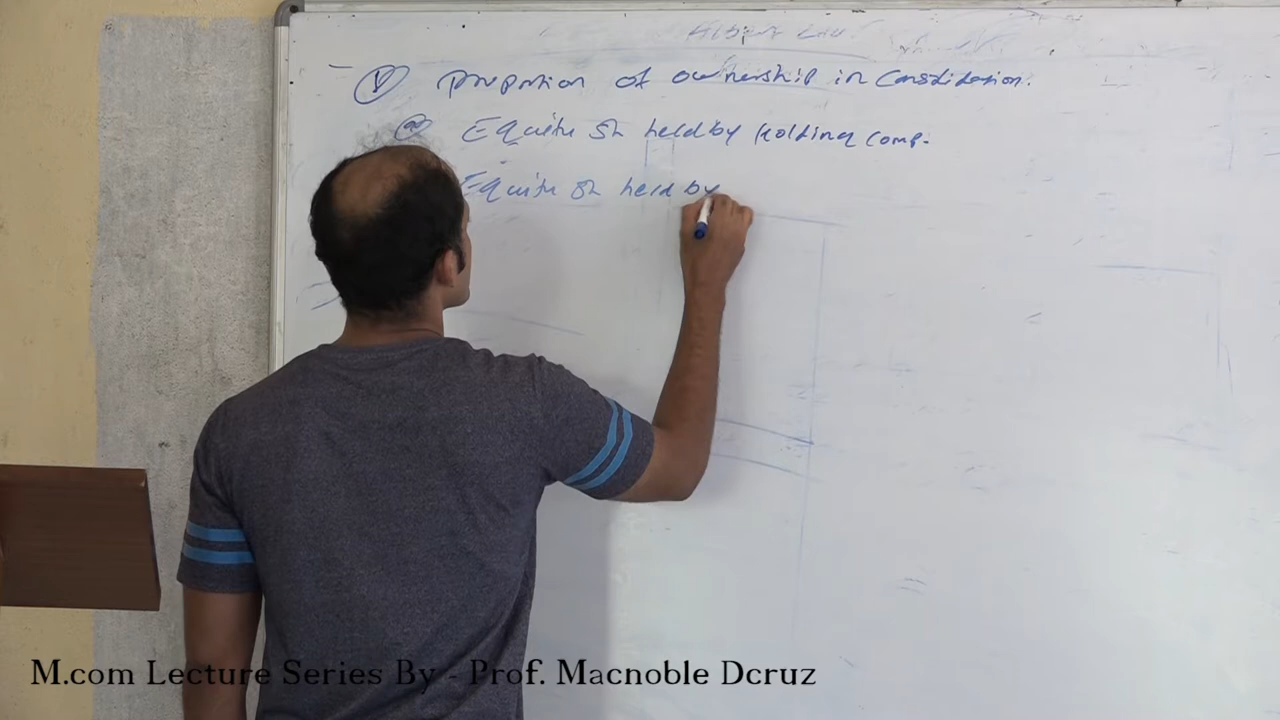 ① proportion of ownership in Consolidation.
ⓐ Equity Sh held by holding comp.
Equity Sh held by
M.com Lecture Series By - Prof. Macnoble Dcruz